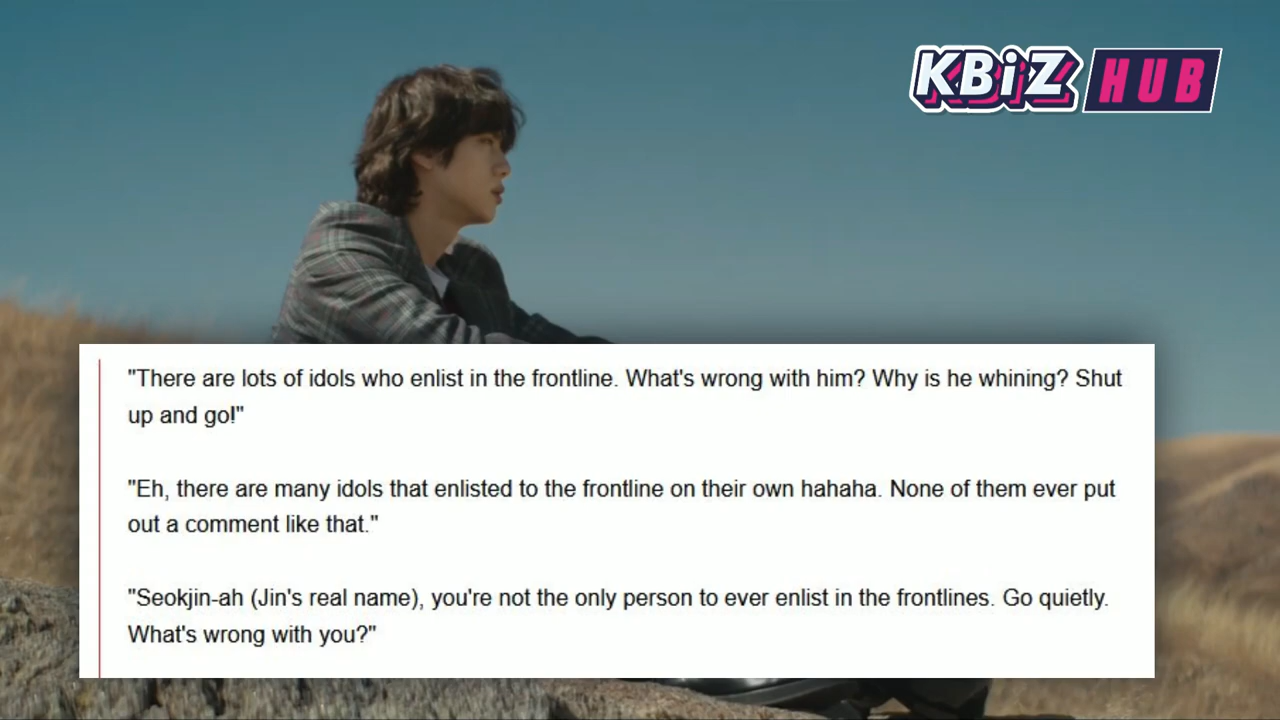 KBiZ HUB
"There are lots of idols who enlist in the frontline. What's wrong with him? Why is he whining? Shut
up and go!"
"Eh, there are many idols that enlisted to the frontline on their own hahaha. None of them ever put
out a comment like that."
"Seokjin-ah (Jin's real name), you're not the only person to ever enlist in the frontlines. Go quietly.
What's wrong with you?"